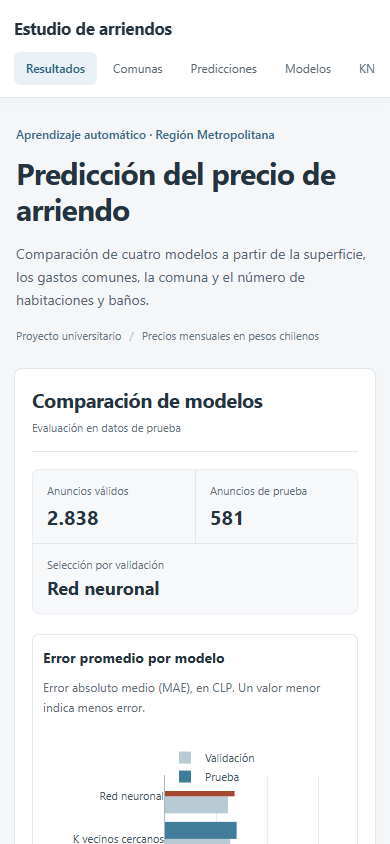 Estudio de arriendos
Resultados Comunas Predicciones Modelos KN
Aprendizaje automático · Región Metropolitana
Predicción del precio de
arriendo
Comparación de cuatro modelos a partir de la superficie,
los gastos comunes, la comuna y el número de
habitaciones y baños.
Proyecto universitario / Precios mensuales en pesos chilenos
Comparación de modelos
Evaluación en datos de prueba
Anuncios válidos
2.838
Anuncios de prueba
581
Selección por validación
Red neuronal
Error promedio por modelo
Error absoluto medio (MAE), en CLP. Un valor menor
indica menos error.
Validación
Prueba
Red neuronal
K vecinos cercanos